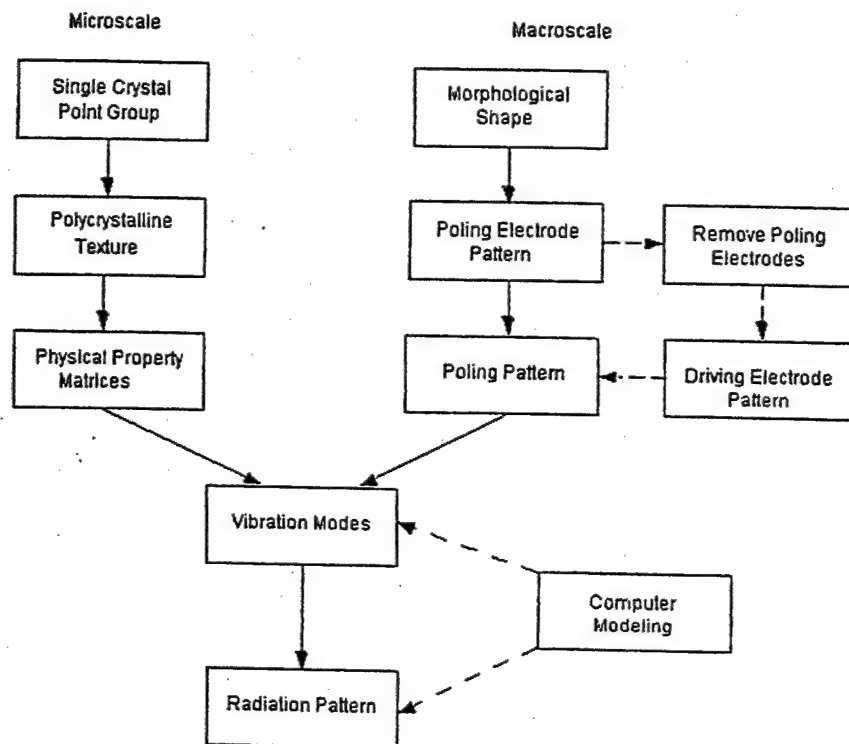 Microscale
Macroscale
Single Crystal
Point Group
Morphological
Shape
Polycrystalline
Texture
Poling Electrode
Pattern
Remove Poling
Electrodes
Physical Property
Matrices
Poling Pattern
Driving Electrode
Pattern
Vibration Modes
Computer
Modeling
Radiation Pattern